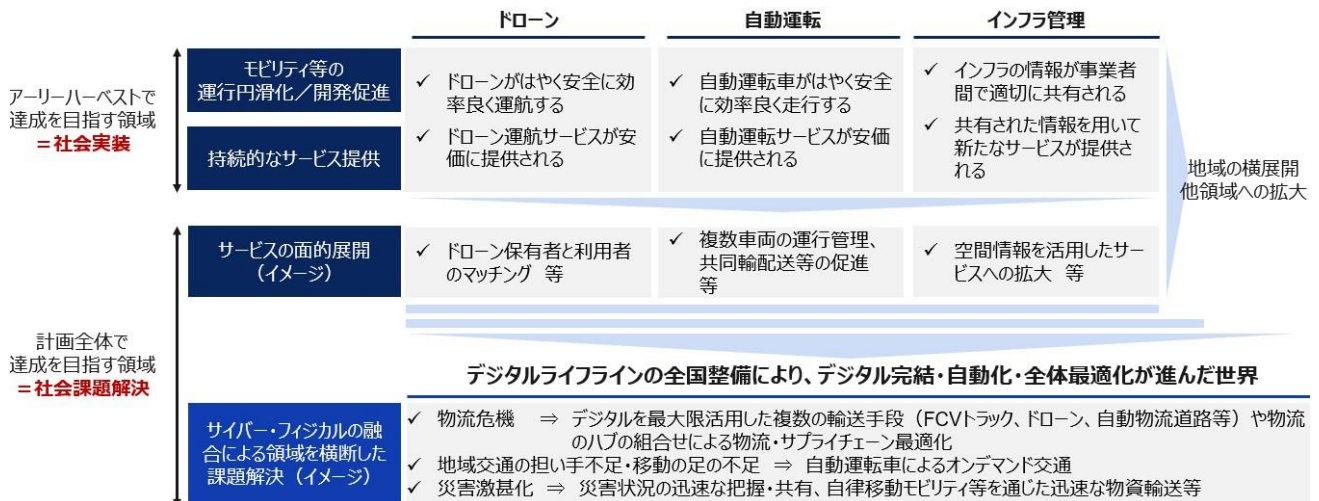 ドローン
自動運転
インフラ管理
アーリーハーベストで
達成を目指す領域
＝社会実装
モビリティ等の
運行円滑化／開発促進
持続的なサービス提供
✓ ドローンがはやく安全に効
率良く運航する
✓ ドローン運航サービスが安
価に提供される
✓ 自動運転車がはやく安全
に効率良く走行する
✓ 自動運転サービスが安価
に提供される
✓ インフラの情報が事業者
間で適切に共有される
✓ 共有された情報を用いて
新たなサービスが提供さ
れる
地域の横展開
他領域への拡大
サービスの面的展開
（イメージ）
✓ ドローン保有者と利用者
のマッチング 等
✓ 複数車両の運行管理、
共同輸配送等の促進
等
✓ 空間情報を活用したサー
ビスへの拡大 等
計画全体で
達成を目指す領域
＝社会課題解決
デジタルライフラインの全国整備により、デジタル完結・自動化・全体最適化が進んだ世界
サイバー・フィジカルの融
合による領域を横断した
課題解決（イメージ）
✓ 物流危機 ⇒ デジタルを最大限活用した複数の輸送手段（FCVトラック、ドローン、自動物流道路等）や物流
のハブの組合せによる物流・サプライチェーン最適化
✓ 地域交通の担い手不足・移動の足の不足 ⇒ 自動運転車によるオンデマンド交通
✓ 災害激甚化 ⇒ 災害状況の迅速な把握・共有、自律移動モビリティ等を通じた迅速な物資輸送等